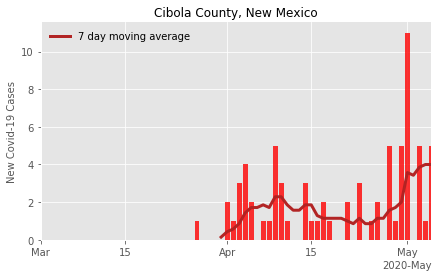 Cibola County, New Mexico
7 day moving average
New Covid-19 Cases
10
8
6
4
2
0
Mar
15
Apr
15
May
2020-May